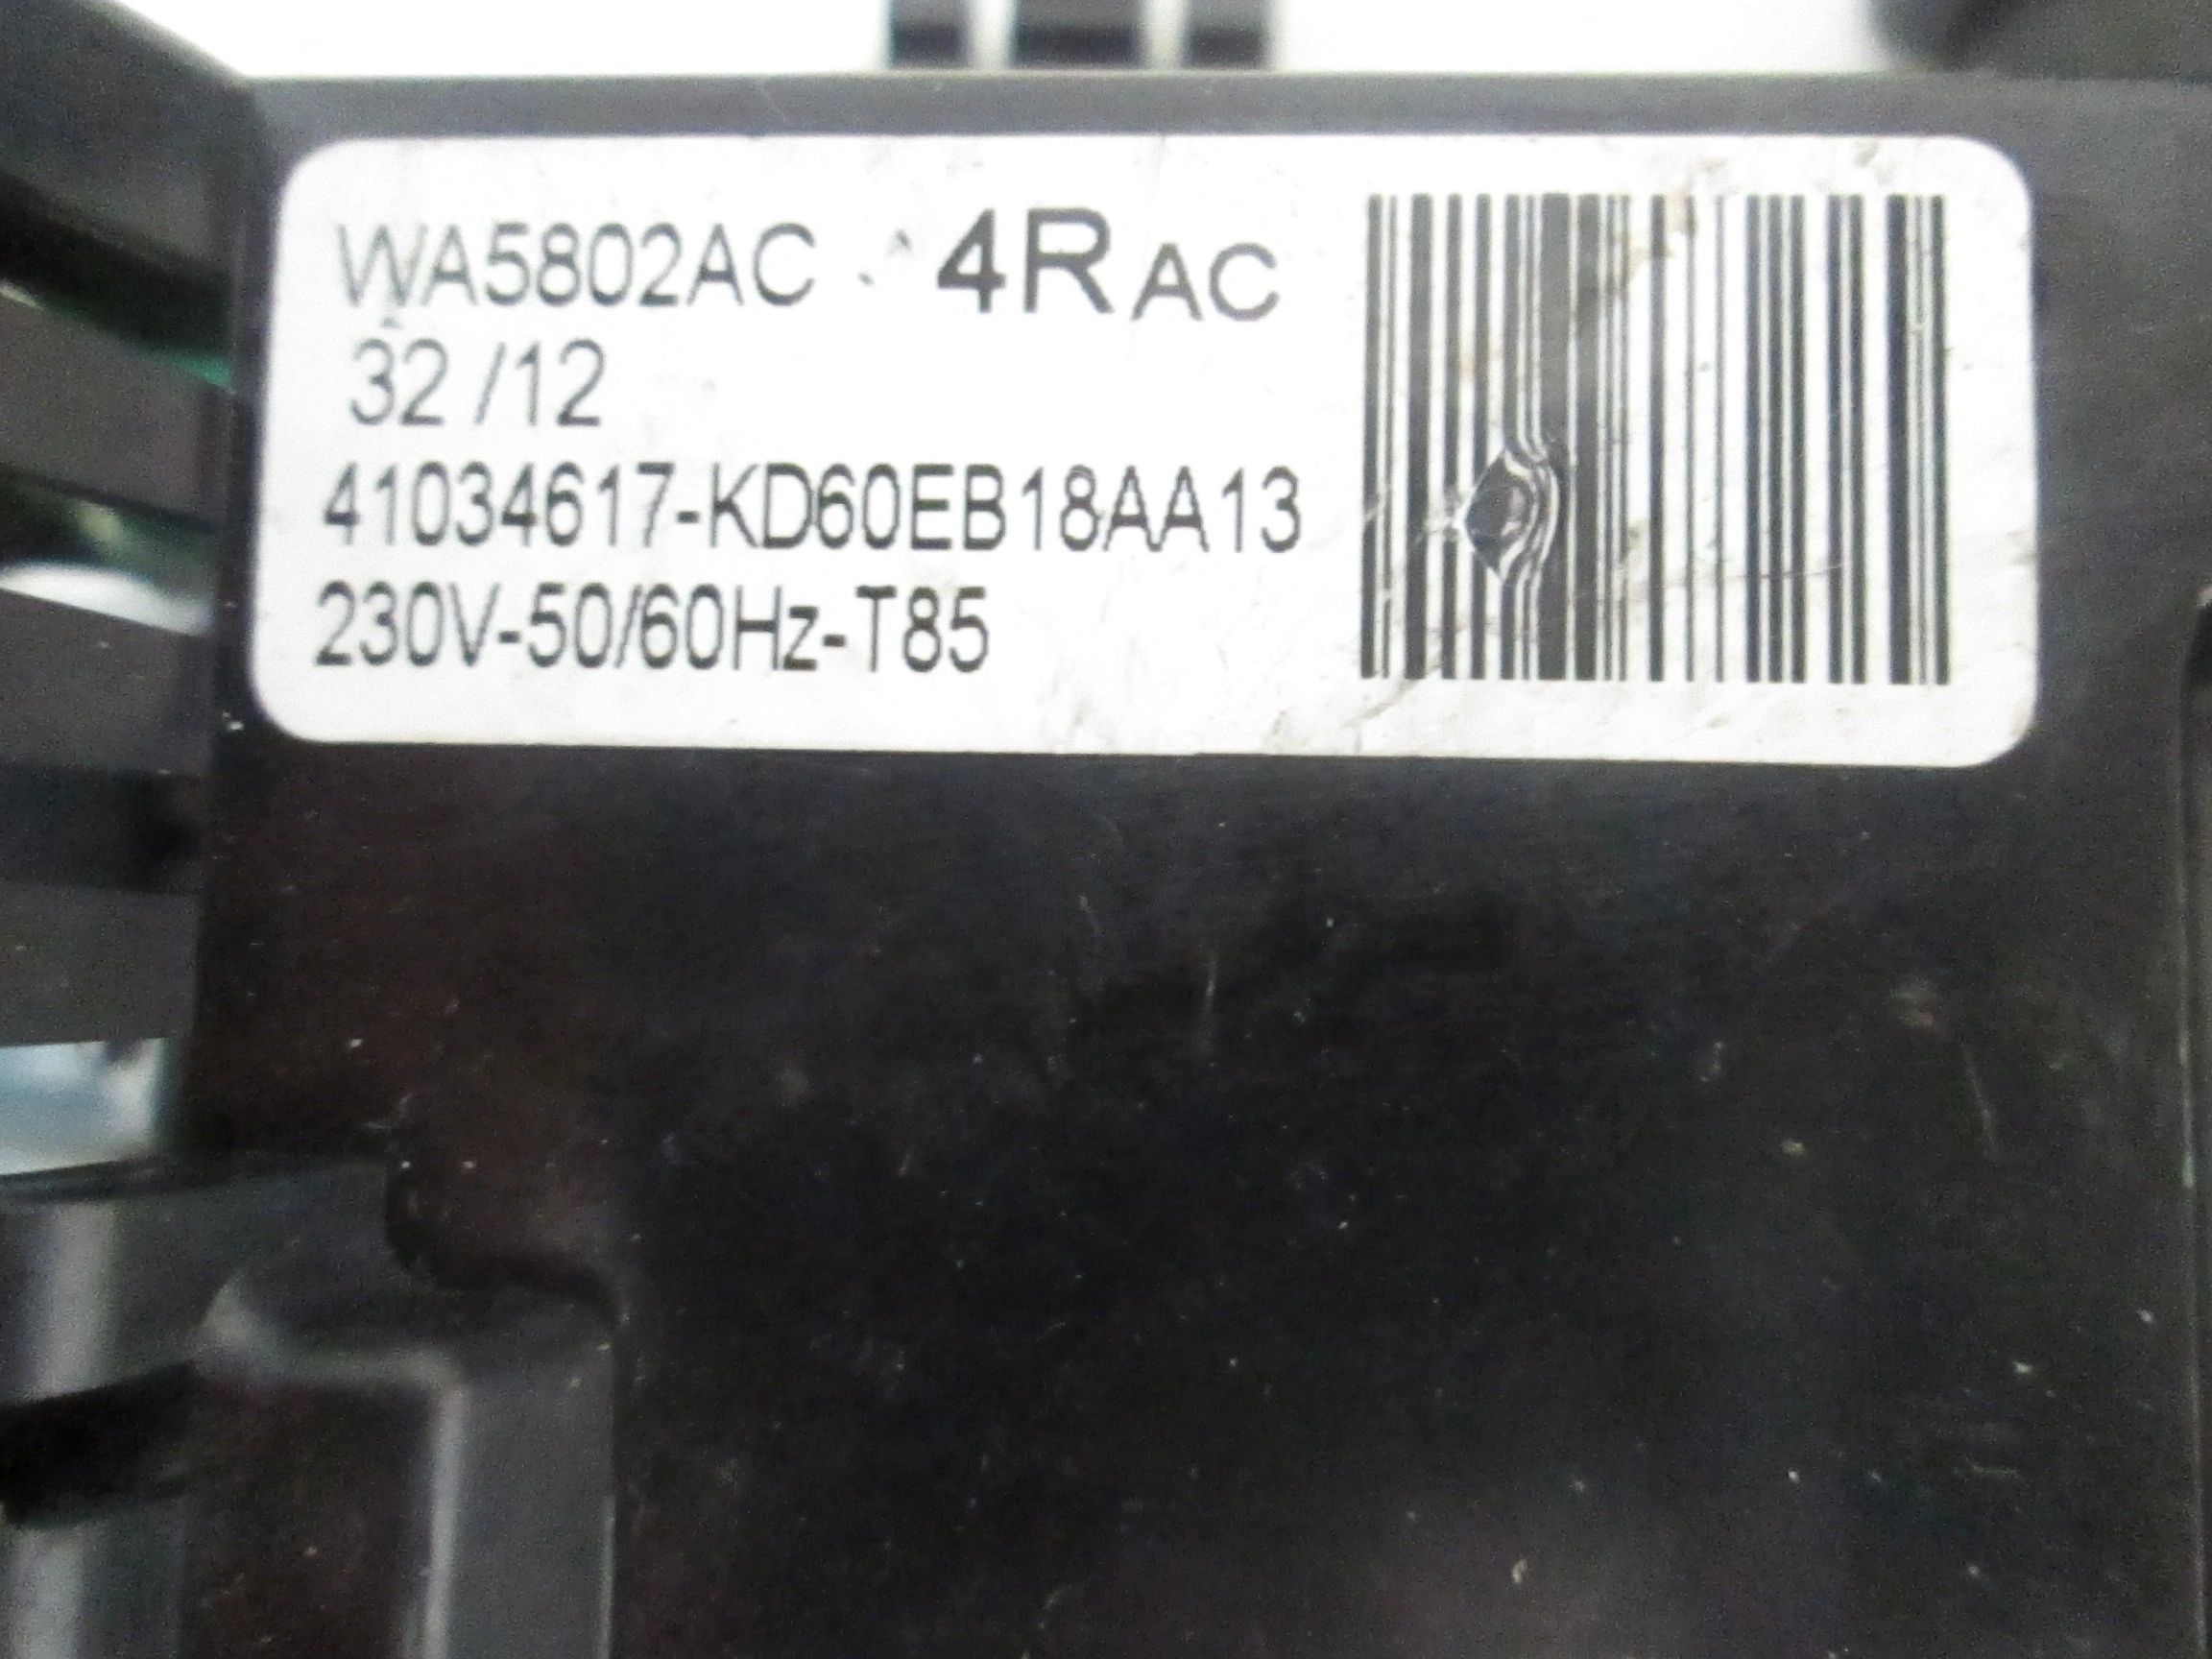 WA5802AC 4RAC
32 /12
41034617-KD60EB18AA13
230V-50/60Hz-T85